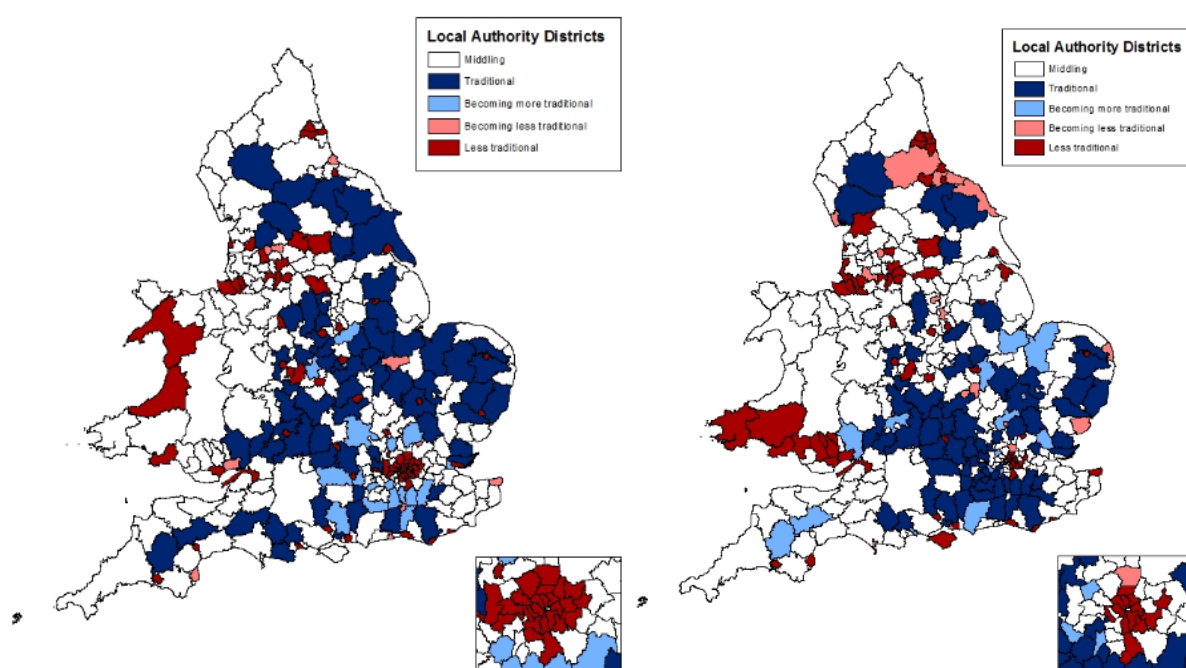 Local Authority Districts
Middling
Traditional
Becoming more traditional
Becoming less traditional
Less traditional
Local Authority Districts
Middling
Traditional
Becoming more traditional
Becoming less traditional
Less traditional